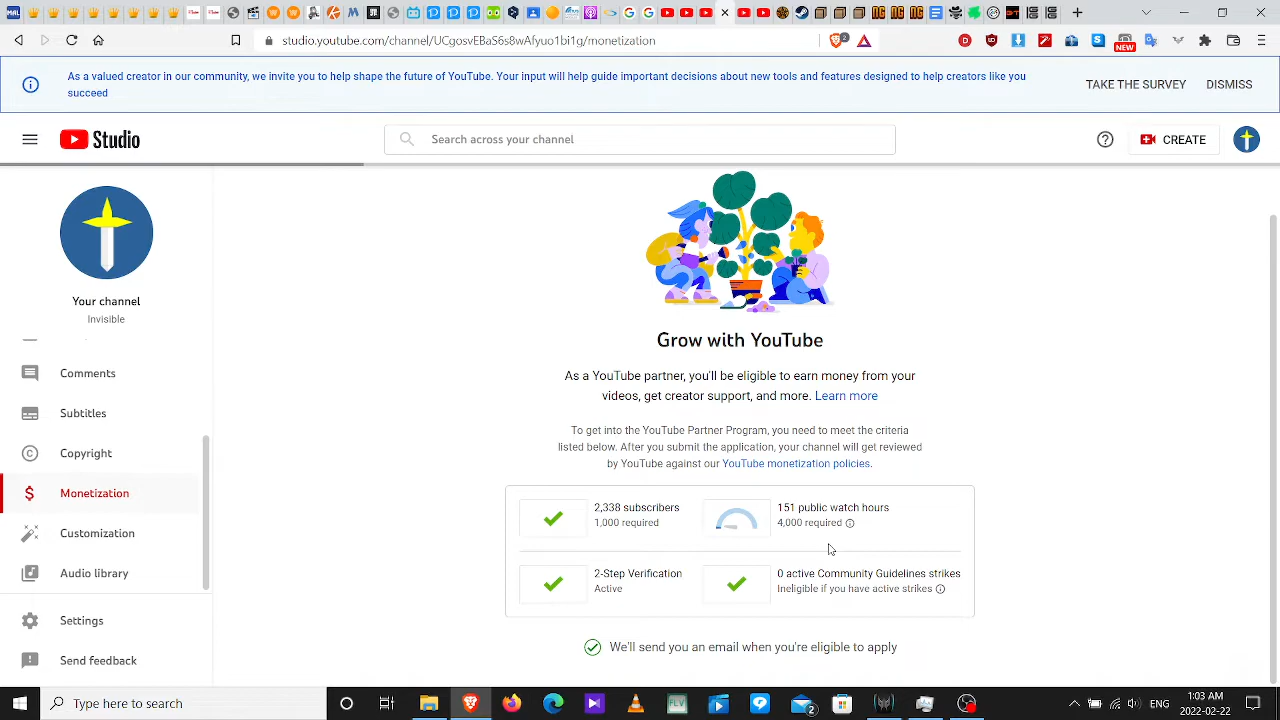 studio.youtube.com/channel/UCgosvEBaS6s8wAfyuo1bi1g/monetization
2
NEW
As a valued creator in our community, we invite you to help shape the future of YouTube. Your input will help guide important decisions about new tools and features designed to help creators like you
succeed
TAKE THE SURVEY
DISMISS
Studio
Search across your channel
CREATE
Your channel
Invisible
Comments
Subtitles
Copyright
Monetization
Customization
Audio library
Settings
Send feedback
Grow with YouTube
As a YouTube partner, you'll be eligible to earn money from your
videos, get creator support, and more. Learn more
To get into the YouTube Partner Program, you need to meet the criteria
listed below. After you submit the application, your channel will get reviewed
by YouTube against our YouTube monetization policies.
2,338 subscribers
1,000 required
151 public watch hours
4,000 required
2-Step Verification
Active
0 active Community Guidelines strikes
Ineligible if you have active strikes
We'll send you an email when you're eligible to apply
Type here to search
FLV
2
ENG
1:03 AM
2022-02-22